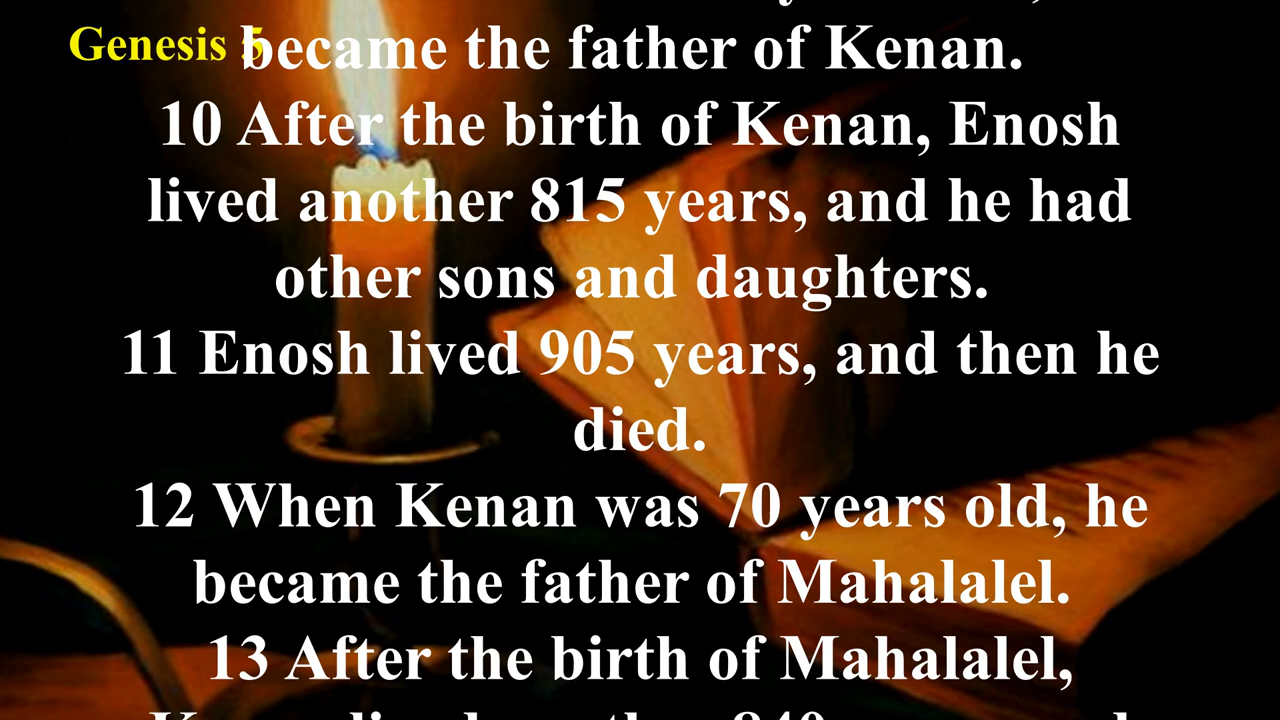 Genesis 5
became the father of Kenan.
10 After the birth of Kenan, Enosh
lived another 815 years, and he had
other sons and daughters.
11 Enosh lived 905 years, and then he
died.
12 When Kenan was 70 years old, he
became the father of Mahalalel.
13 After the birth of Mahalalel,